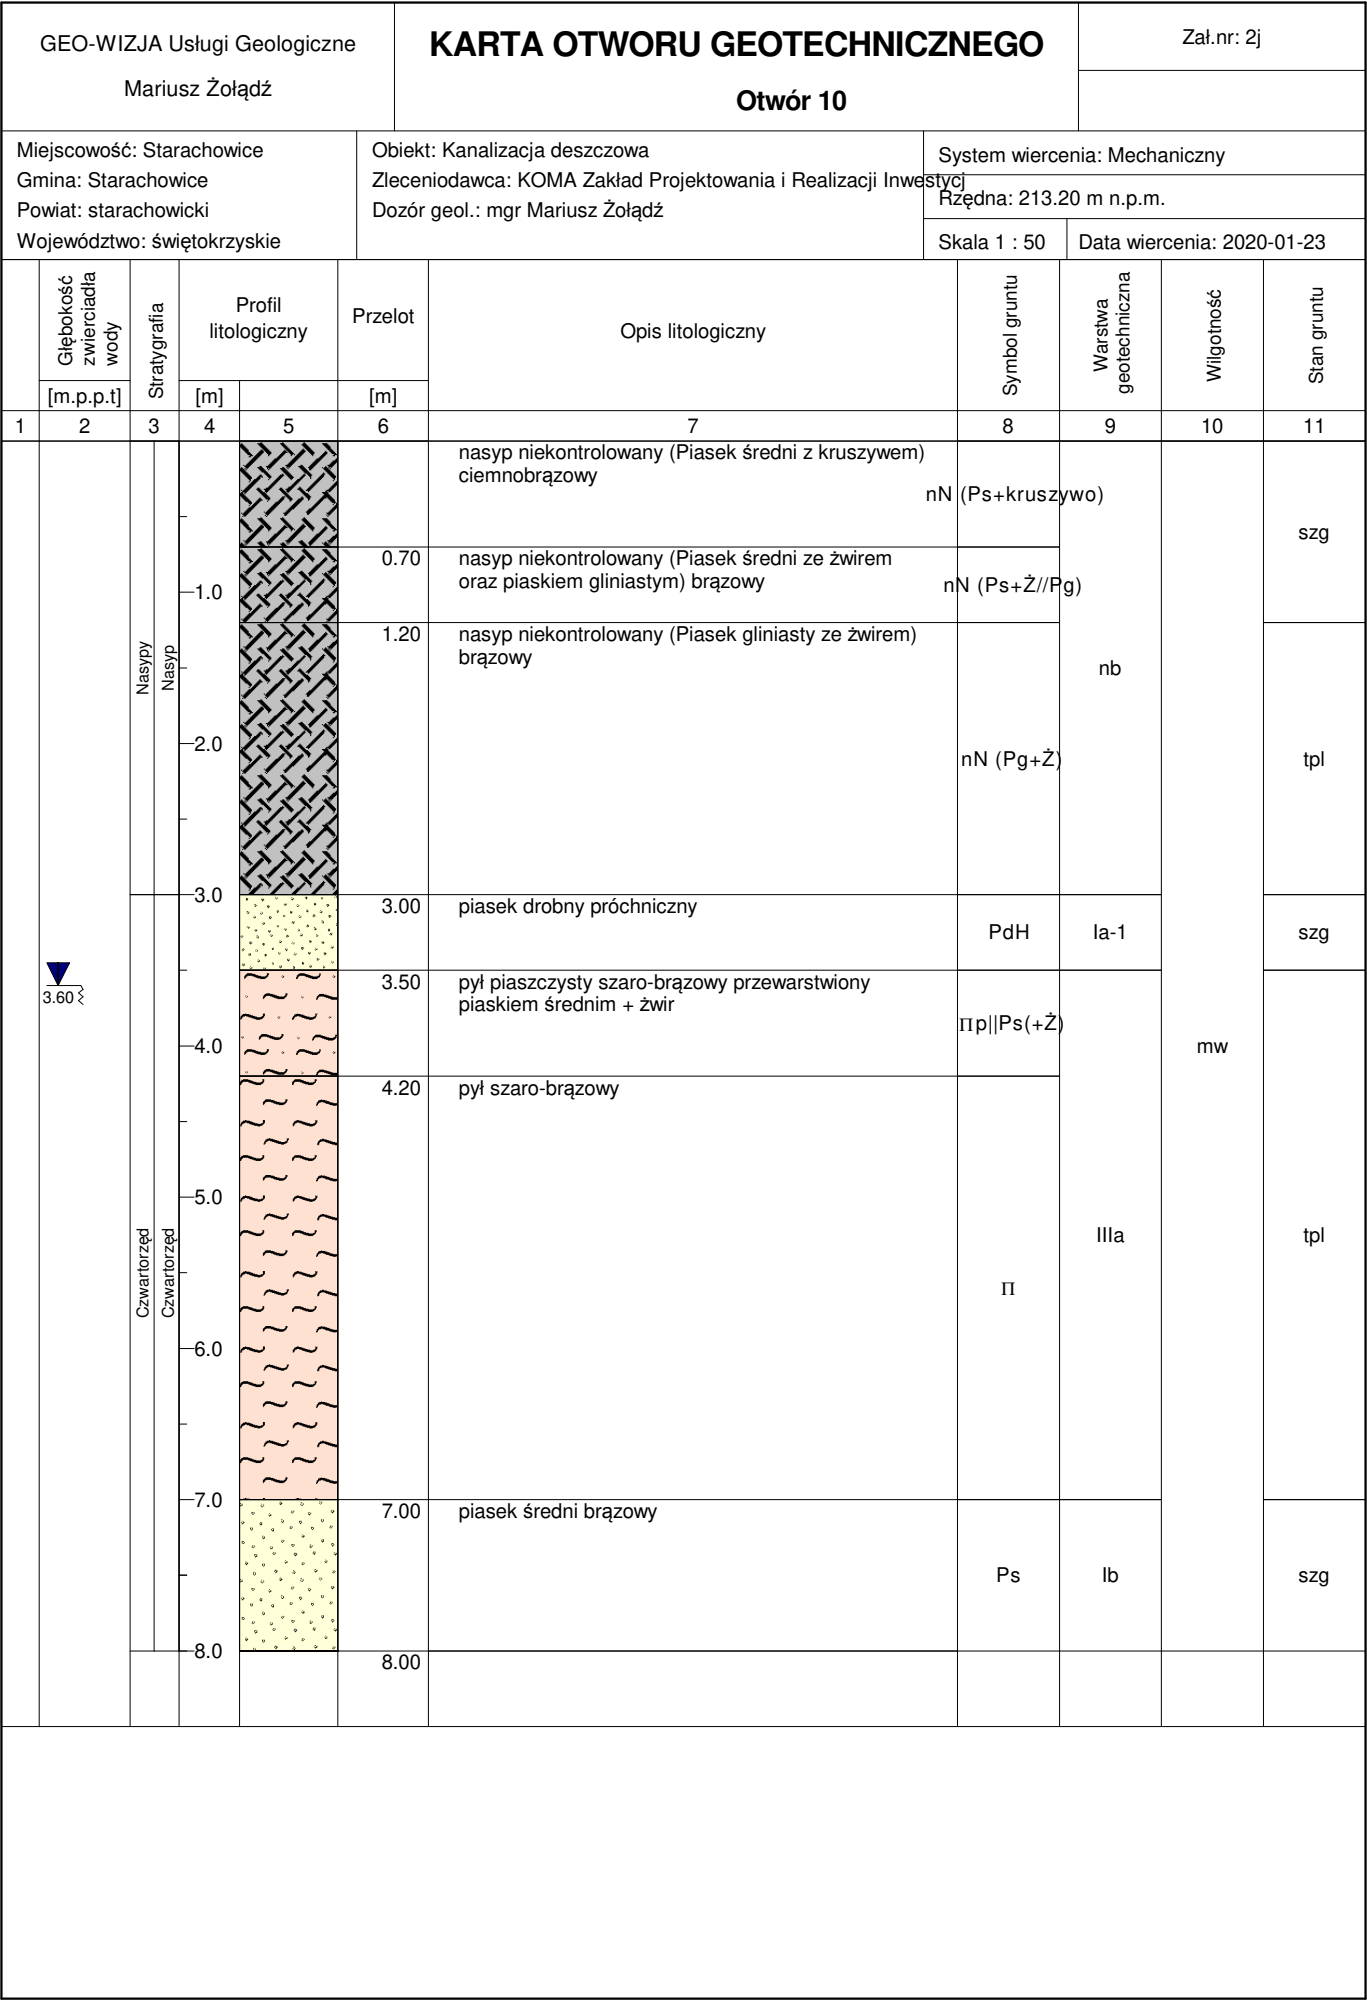 GEO-WIZJA Usługi Geologiczne
Mariusz Żołądź
KARTA OTWORU GEOTECHNICZNEGO
Otwór 10
Zał.nr: 2j
Miejscowość: Starachowice
Gmina: Starachowice
Powiat: starachowicki
Województwo: świętokrzyskie
Obiekt: Kanalizacja deszczowa
Zleceniodawca: KOMA Zakład Projektowania i Realizacji Inwestycj
Dozór geol.: mgr Mariusz Żołądź
System wiercenia: Mechaniczny
Rzędna: 213.20 m n.p.m.
Skala 1 : 50
Data wiercenia: 2020-01-23
Głębokość
zwierciadła
wody
[m.p.p.t]
Stratygrafia
Profil
litologiczny
[m]
Przelot
[m]
Opis litologiczny
Symbol gruntu
Warstwa
geotechniczna
Wilgotność
Stan gruntu
1 2 3 4 5 6 7 8 9 10 11
nasyp niekontrolowany (Piasek średni z kruszywem)
ciemnobrązowy
nN (Ps+kruszywo)
szg
0.70
nasyp niekontrolowany (Piasek średni ze żwirem
oraz piaskiem gliniastym) brązowy
nN (Ps+Ż//Pg)
1.0
1.20
nasyp niekontrolowany (Piasek gliniasty ze żwirem)
brązowy
Nasypy
Nasyp
nb
2.0
nN (Pg+Ż)
tpl
3.0
3.00
piasek drobny próchniczny
PdH
Ia-1
szg
3.50
pył piaszczysty szaro-brązowy przewarstwiony
piaskiem średnim + żwir
3.60
Πp||Ps(+Ż)
4.0
mw
4.20
pył szaro-brązowy
5.0
Czwartorzęd
Czwartorzęd
IIIa
tpl
Π
6.0
7.0
7.00
piasek średni brązowy
Ps
Ib
szg
8.0
8.00